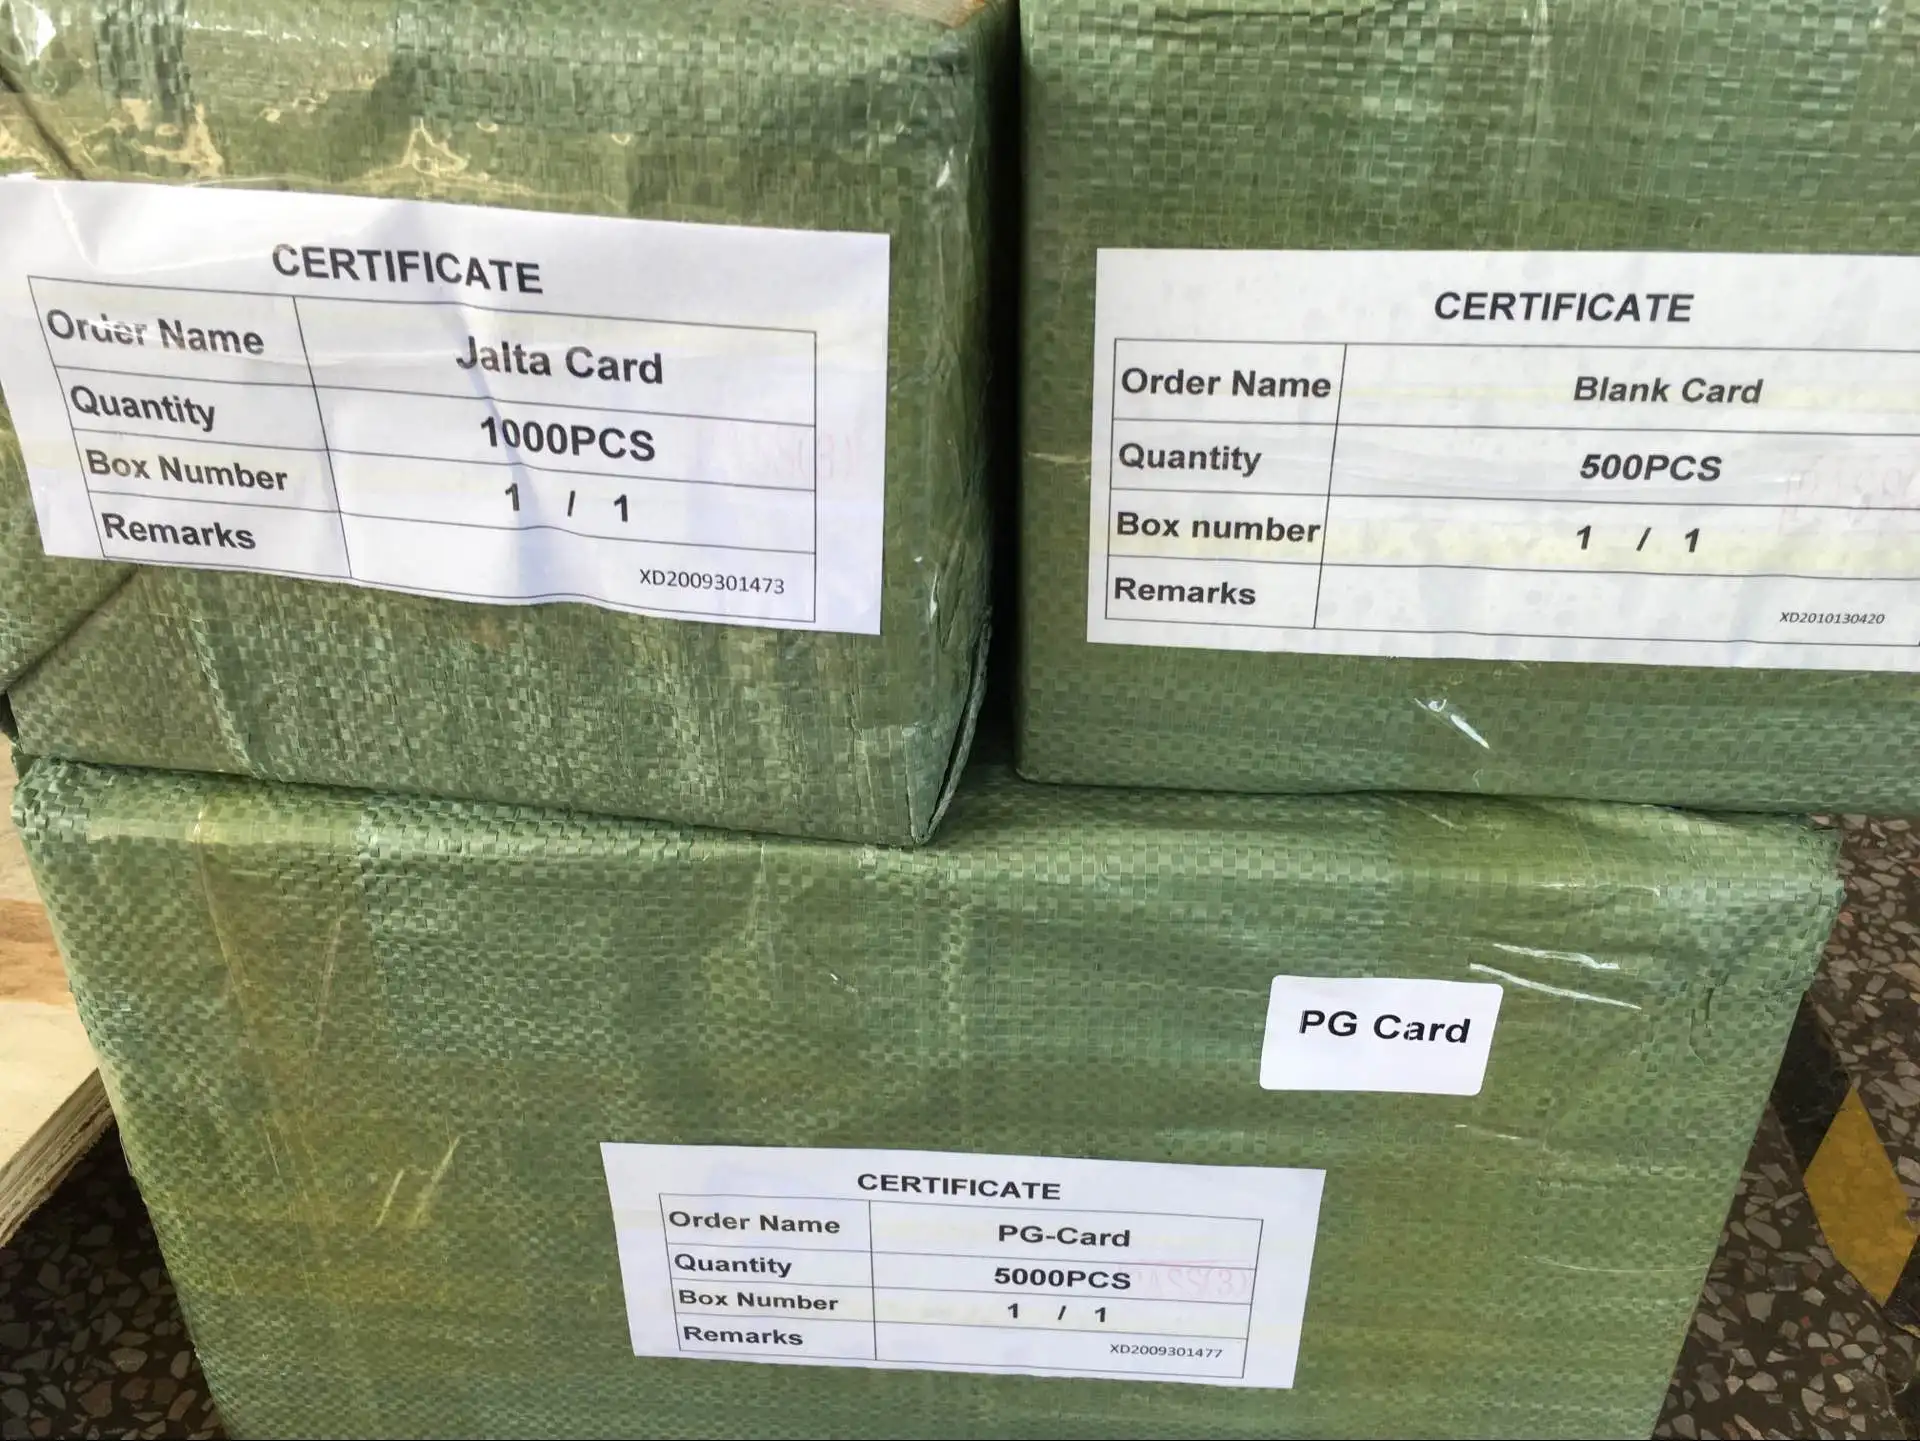 CERTIFICATE
Order Name Jalta Card
Quantity 1000PCS
Box Number 1 / 1
Remarks XD2009301473
CERTIFICATE
Order Name Blank Card
Quantity 500PCS
Box number 1 / 1
Remarks XD2010130420
PG Card
CERTIFICATE
Order Name PG-Card
Quantity 5000PCS
Box Number 1 / 1
Remarks XD2009301477